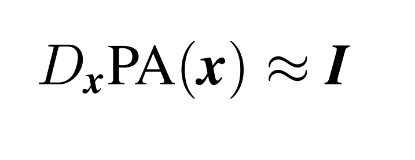 D_𝒙PA(𝒙) ≈ 𝑰